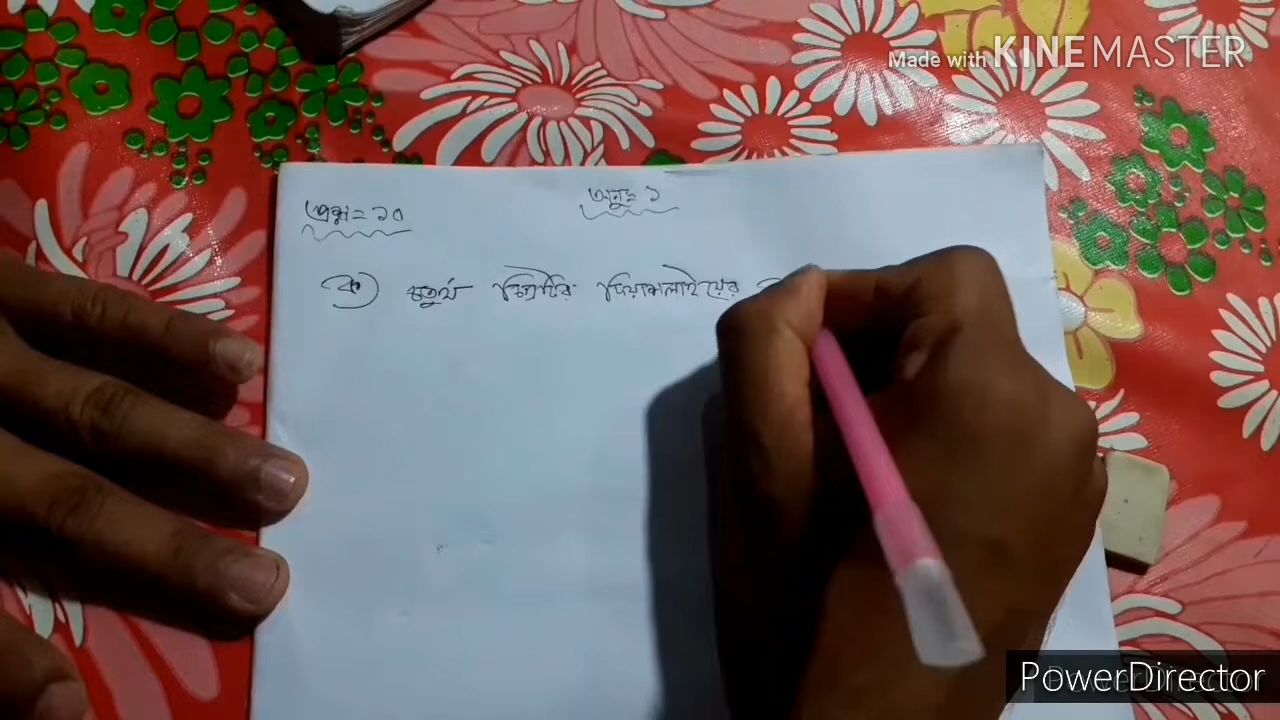 Made with KINEMASTER
অনুঃ ১
প্রশ্ন = ১০
ক) চতুর্থ চিত্রটির দিয়াশলাইয়ের
PowerDirector